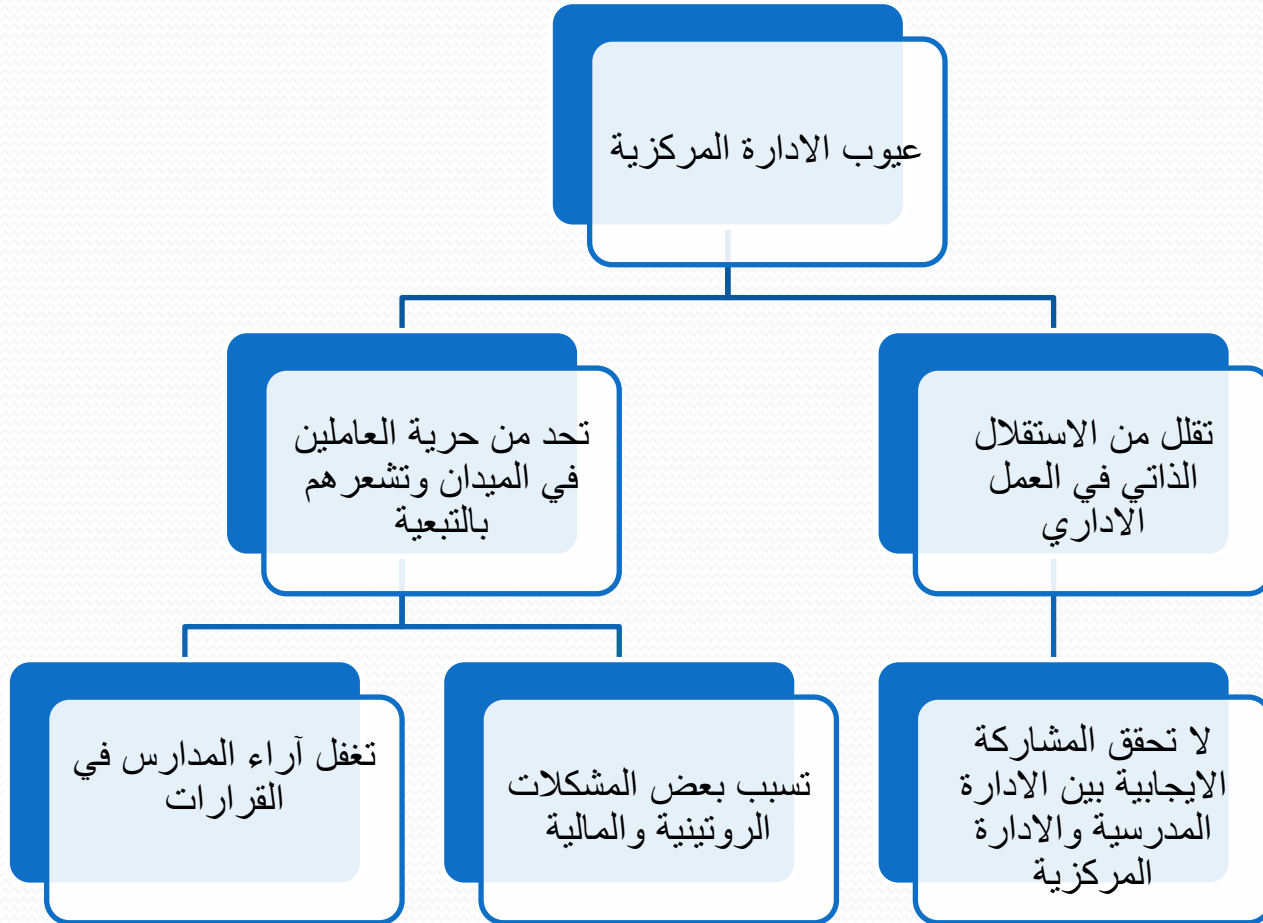 عيوب الادارة المركزية
تقلل من الاستقلال
الذاتي في العمل
الاداري
تحد من حرية العاملين
في الميدان وتشعرهم
بالتبعية
لا تحقق المشاركة
الايجابية بين الادارة
المدرسية والادارة
المركزية
تسبب بعض المشكلات
الروتينية والمالية
تغفل آراء المدارس في
القرارات